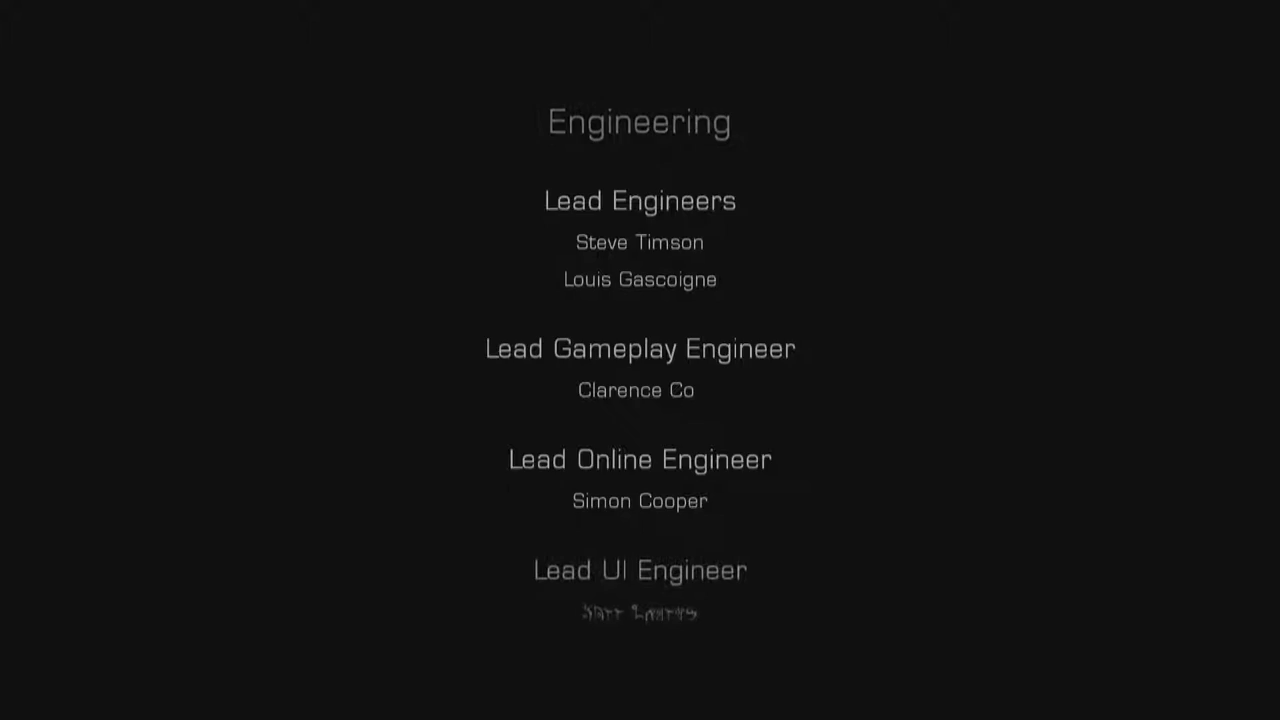 Engineering
Lead Engineers
Steve Timson
Louis Gascoigne
Lead Gameplay Engineer
Clarence Co
Lead Online Engineer
Simon Cooper
Lead UI Engineer